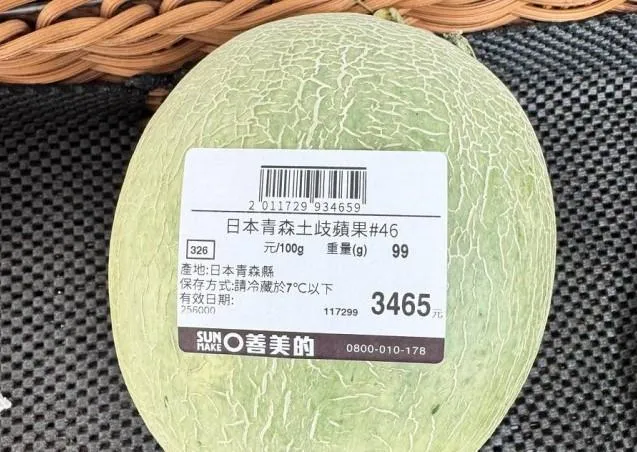 2 011729 934659
日本青森土歧蘋果#46
326 元/100g 重量(g) 99
產地:日本青森縣
保存方式:請冷藏於7°C以下
有效日期:
256000 117299 3465元
SUN MAKE 善美的 0800-010-178